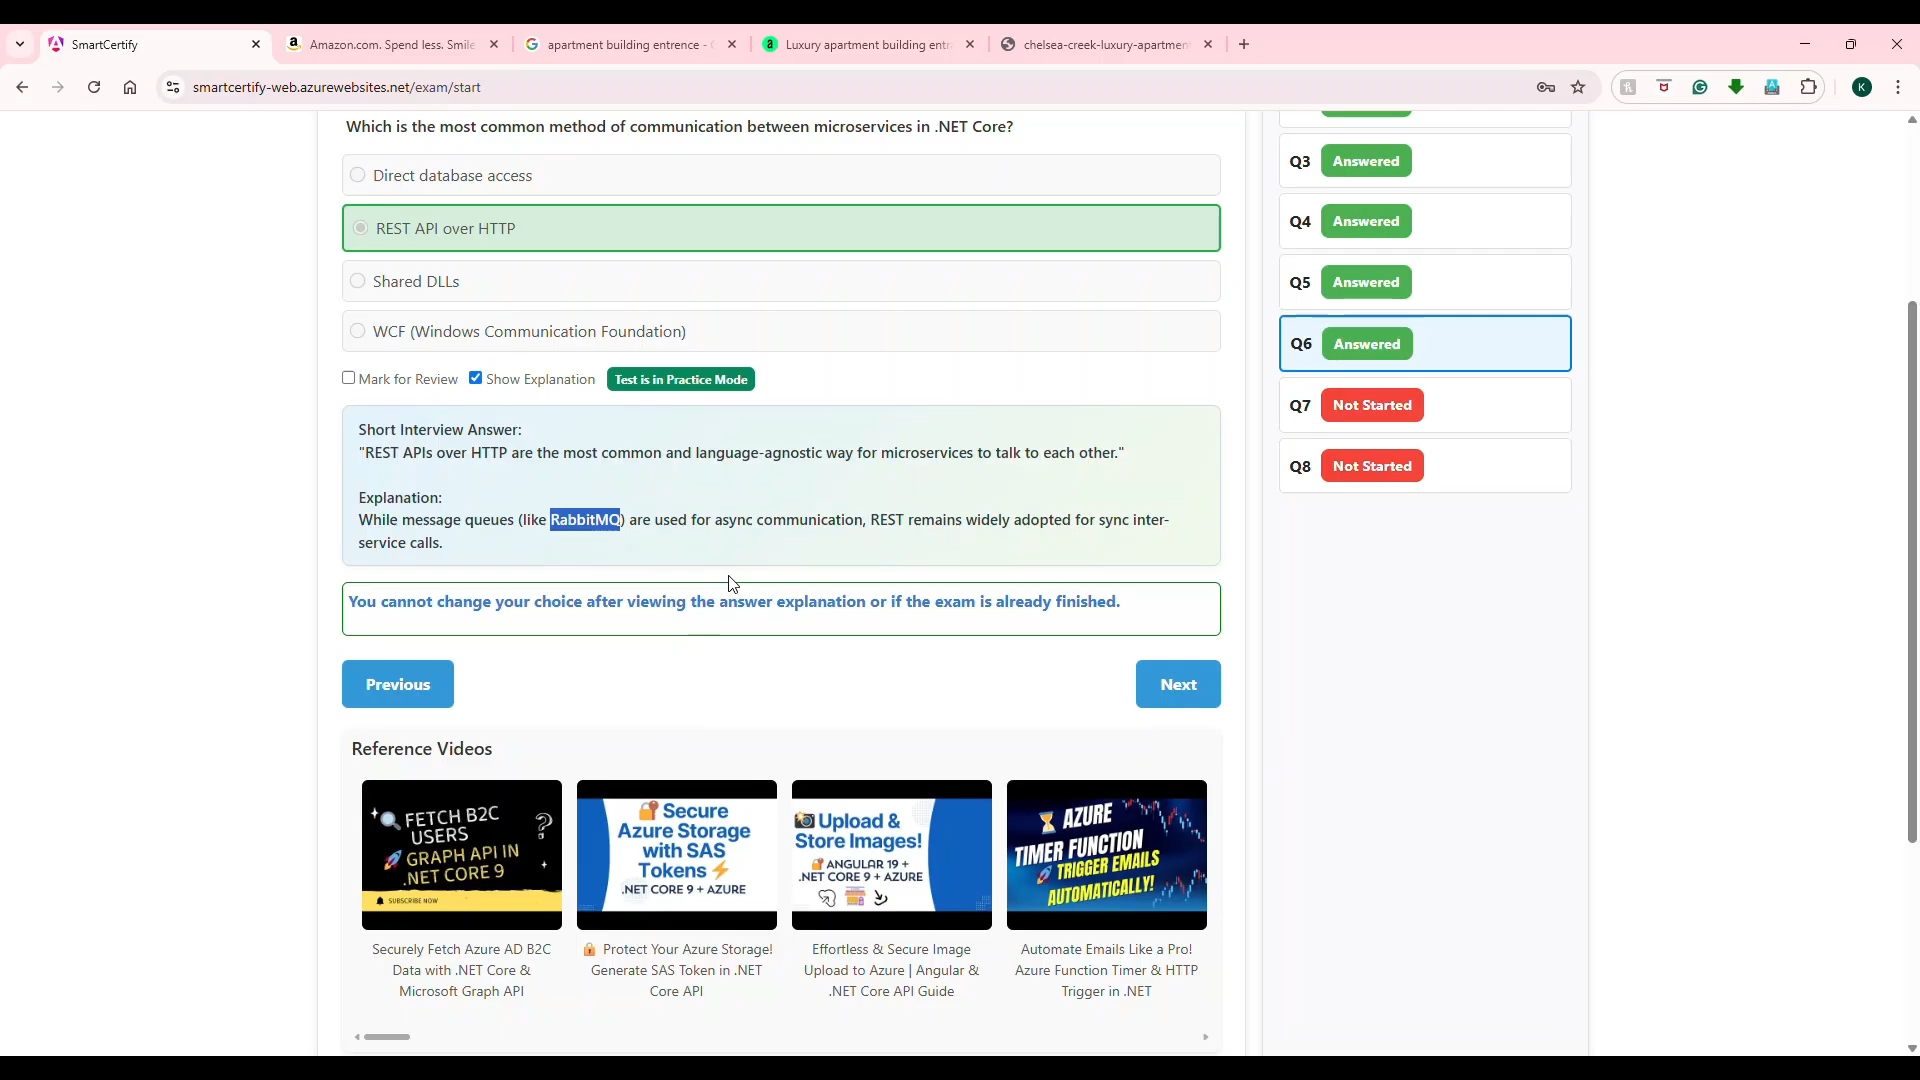 SmartCertify
Amazon.com. Spend less. Smile
apartment building entrence -
Luxury apartment building entr
chelsea-creek-luxury-apartmen
smartcertify-web.azurewebsites.net/exam/start
K
Which is the most common method of communication between microservices in .NET Core?
Direct database access
REST API over HTTP
Shared DLLs
WCF (Windows Communication Foundation)
Mark for Review Show Explanation Test is in Practice Mode
Short Interview Answer:
"REST APIs over HTTP are the most common and language-agnostic way for microservices to talk to each other."
Explanation:
While message queues (like RabbitMQ) are used for async communication, REST remains widely adopted for sync inter-
service calls.
You cannot change your choice after viewing the answer explanation or if the exam is already finished.
Previous
Next
Reference Videos
FETCH B2C
USERS
GRAPH API IN
.NET CORE 9
SUBSCRIBE NOW
Securely Fetch Azure AD B2C
Data with .NET Core &
Microsoft Graph API
Secure
Azure Storage
with SAS
Tokens
.NET CORE 9 + AZURE
Protect Your Azure Storage!
Generate SAS Token in .NET
Core API
Upload &
Store Images!
ANGULAR 19 +
.NET CORE 9 + AZURE
Effortless & Secure Image
Upload to Azure | Angular &
.NET Core API Guide
AZURE
TIMER FUNCTION
TRIGGER EMAILS
AUTOMATICALLY!
Automate Emails Like a Pro!
Azure Function Timer & HTTP
Trigger in .NET
Q3 Answered
Q4 Answered
Q5 Answered
Q6 Answered
Q7 Not Started
Q8 Not Started